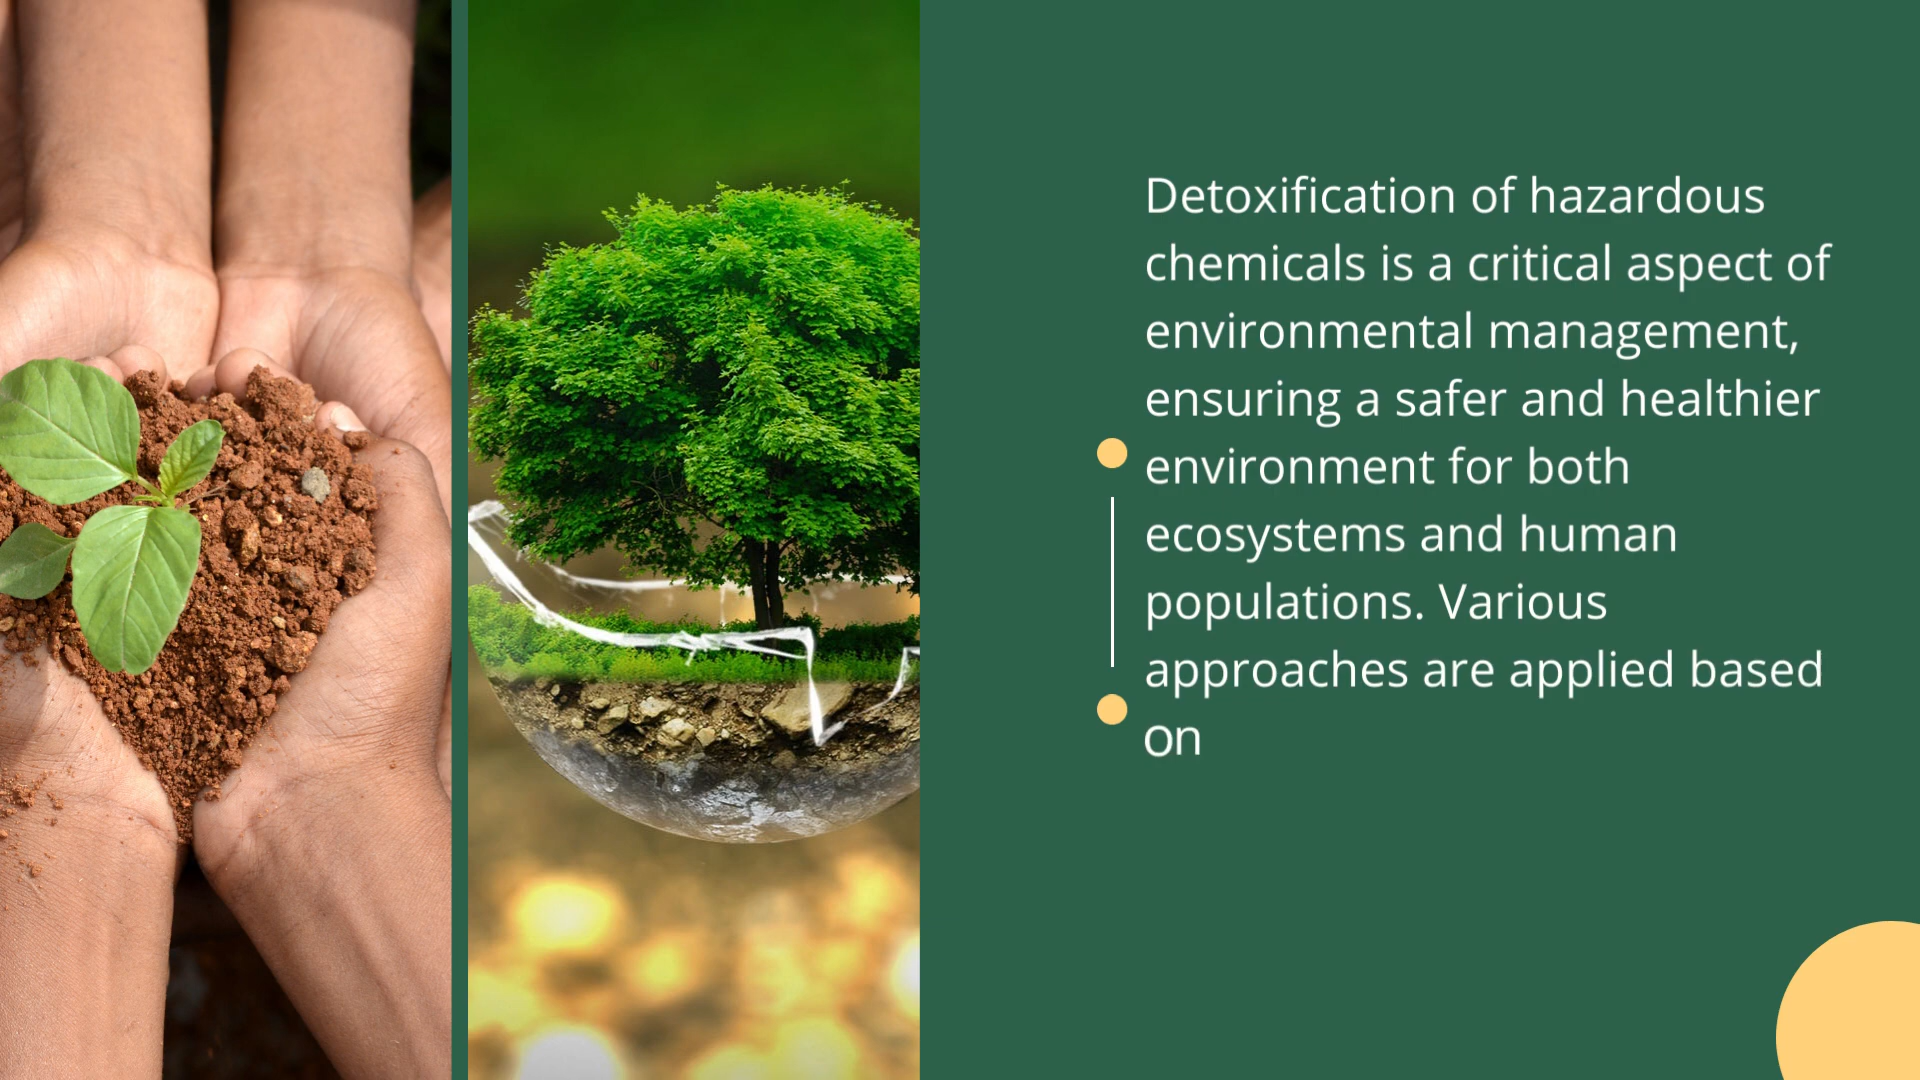 Detoxification of hazardous
chemicals is a critical aspect of
environmental management,
ensuring a safer and healthier
environment for both
ecosystems and human
populations. Various
approaches are applied based
on